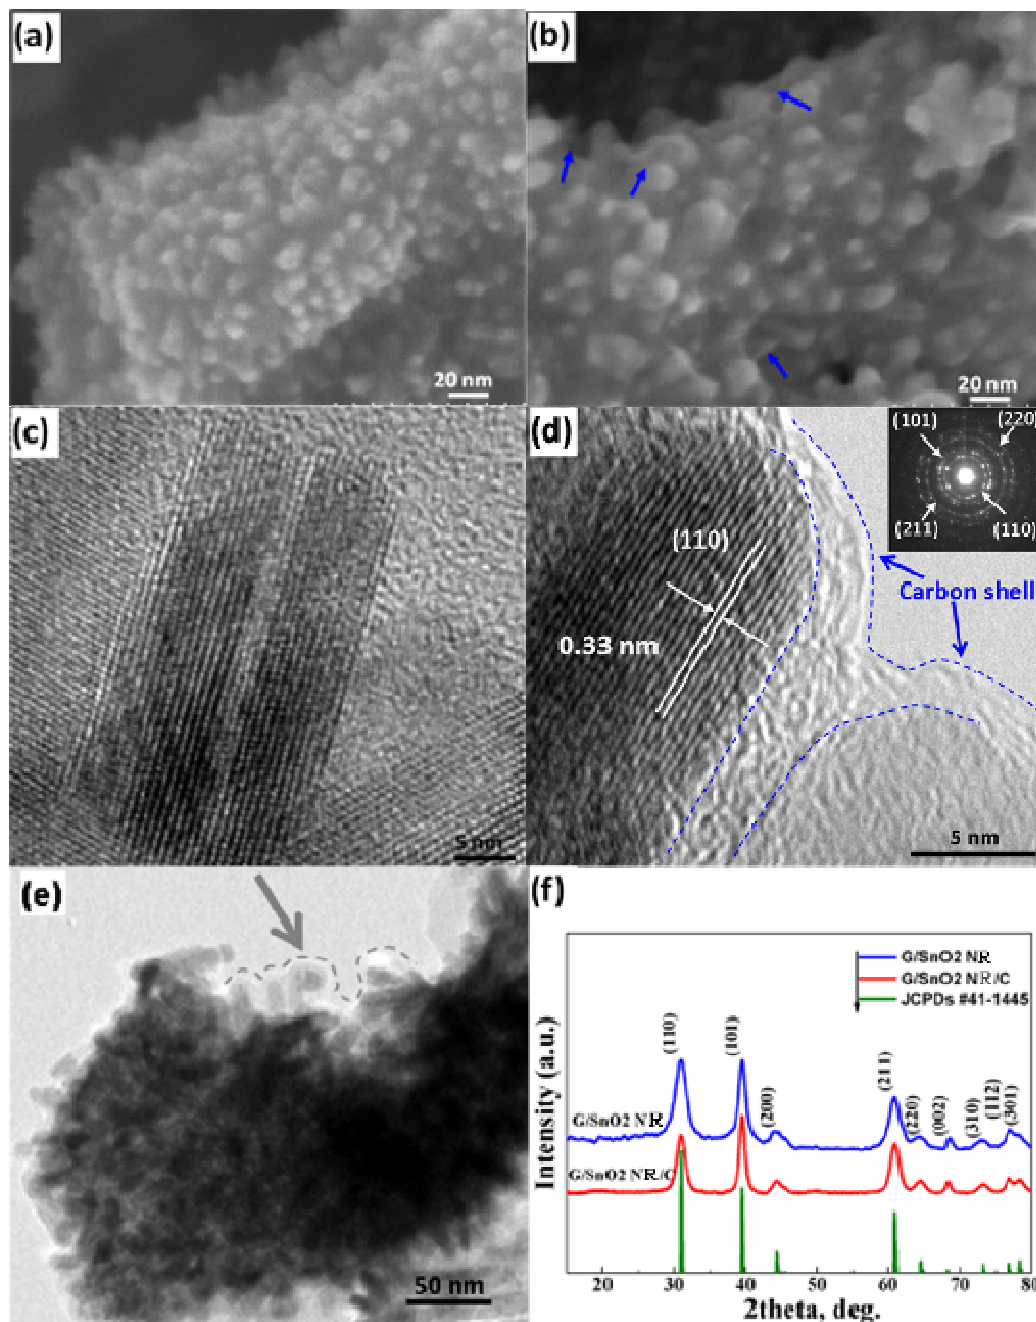 (a)
20 nm
(b)
20 nm
(c)
5 nm
(d)
(101)
(220)
(211)
(110)
(110)
0.33 nm
Carbon shell
5 nm
(e)
50 nm
(f)
G/SnO2 NR
G/SnO2 NR/C
JCPDs #41-1445
(110)
(101)
(200)
(211)
(220)
(002)
(310)
(112)
(301)
G/SnO2 NR
G/SnO2 NR/C
Intensity (a.u.)
20 30 40 50 60 70 80
2theta, deg.